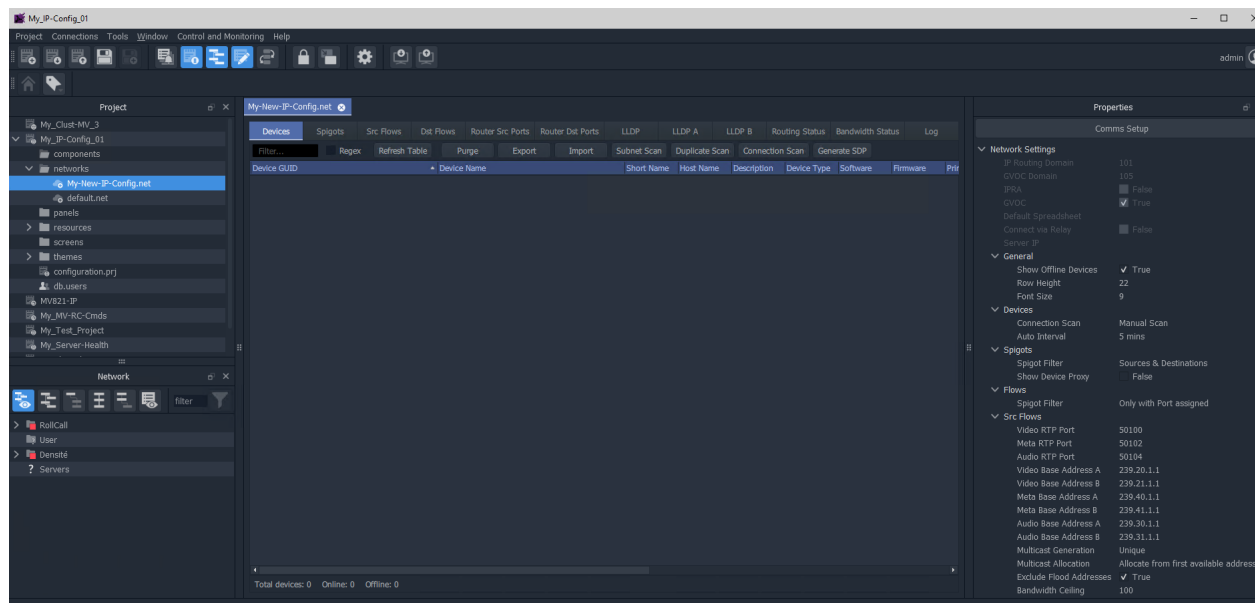 My_IP-Config_01
Project Connections Tools Window Control and Monitoring Help
admin
Project
My_Clust-MV_3
My_IP-Config_01
components
networks
My-New-IP-Config.net
default.net
panels
resources
screens
themes
configuration.prj
db.users
MV821-IP
My_MV-RC-Cmds
My_Test_Project
My_Server-Health
Network
filter
RollCall
User
Densité
? Servers
My-New-IP-Config.net
Devices Spigots Src Flows Dst Flows Router Src Ports Router Dst Ports LLDP LLDP A LLDP B Routing Status Bandwidth Status Log
Filter... Regex Refresh Table Purge Export Import Subnet Scan Duplicate Scan Connection Scan Generate SDP
Device GUID Device Name Short Name Host Name Description Device Type Software Firmware Prir
Total devices: 0 Online: 0 Offline: 0
Properties
Comms Setup
Network Settings
IP Routing Domain 101
GVOC Domain 105
IPRA False
GVOC True
Default Spreadsheet
Connect via Relay False
Server IP
General
Show Offline Devices True
Row Height 22
Font Size 9
Devices
Connection Scan Manual Scan
Auto Interval 5 mins
Spigots
Spigot Filter Sources & Destinations
Show Device Proxy False
Flows
Spigot Filter Only with Port assigned
Src Flows
Video RTP Port 50100
Meta RTP Port 50102
Audio RTP Port 50104
Video Base Address A 239.20.1.1
Video Base Address B 239.21.1.1
Meta Base Address A 239.40.1.1
Meta Base Address B 239.41.1.1
Audio Base Address A 239.30.1.1
Audio Base Address B 239.31.1.1
Multicast Generation Unique
Multicast Allocation Allocate from first available address
Exclude Flood Addresses True
Bandwidth Ceiling 100